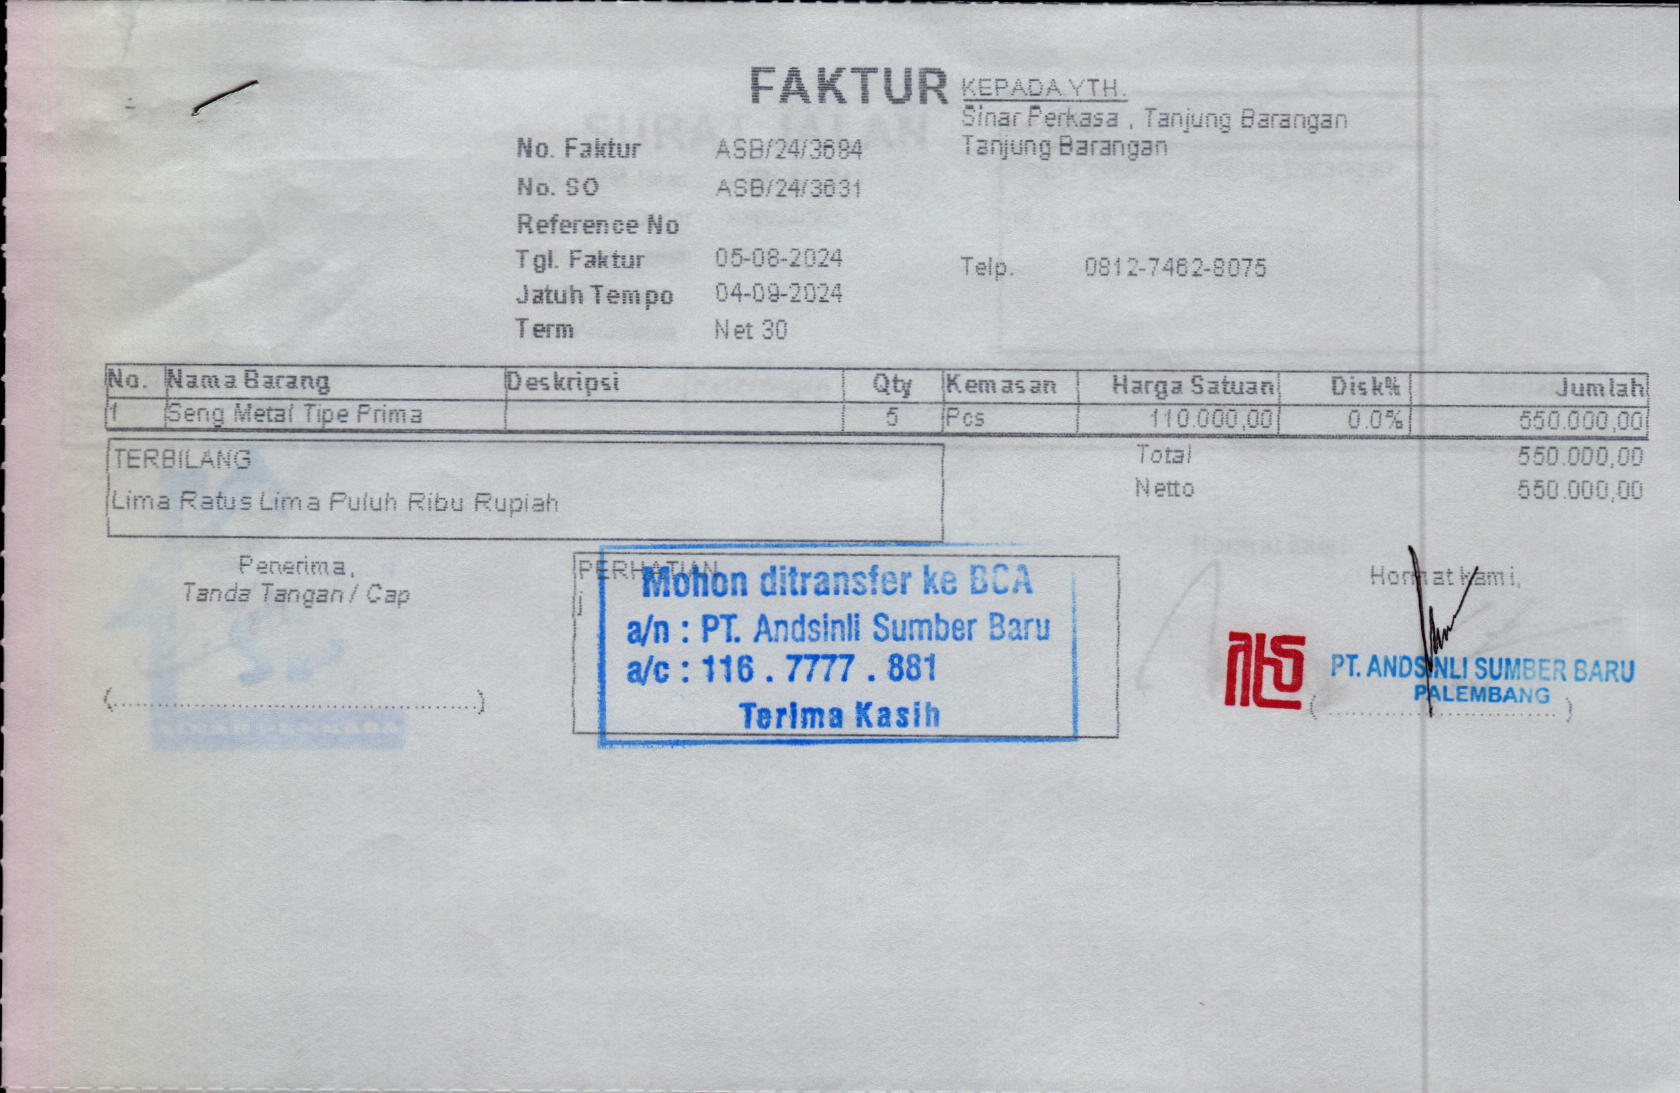 FAKTUR
KEPADA YTH.
Sinar Perkasa , Tanjung Barangan
Tanjung Barangan
No. Faktur ASB/24/3684
No. SO ASB/24/3631
Reference No
Tgl. Faktur 05-08-2024
Telp. 0812-7462-8075
Jatuh Tempo 04-09-2024
Term Net 30
No. Nama Barang Deskripsi Qty Kemasan Harga Satuan Disk% Jumlah
1 Seng Metal Tipe Prima 5 Pcs 110.000,00 0.0% 550.000,00
TERBILANG
Lima Ratus Lima Puluh Ribu Rupiah
Total 550.000,00
Netto 550.000,00
Penerima,
Tanda Tangan / Cap
(..............................)
PERHATIAN
Mohon ditransfer ke BCA
a/n : PT. Andsinli Sumber Baru
a/c : 116 . 7777 . 881
Terima Kasih
Hormat kami,
PT. ANDSINLI SUMBER BARU
PALEMBANG
(..............................)